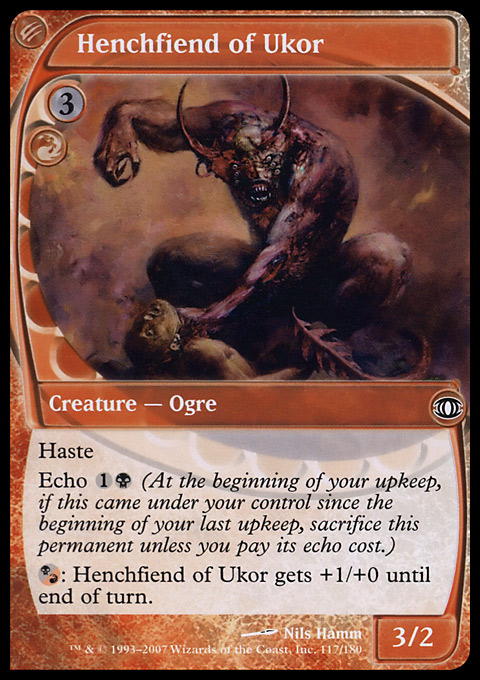 Henchfiend of Ukor
3
Creature — Ogre
Haste
Echo 1 (At the beginning of your upkeep,
if this came under your control since the
beginning of your last upkeep, sacrifice this
permanent unless you pay its echo cost.)
: Henchfiend of Ukor gets +1/+0 until
end of turn.
Nils Hamm
™ & © 1993–2007 Wizards of the Coast, Inc. 117/180
3/2